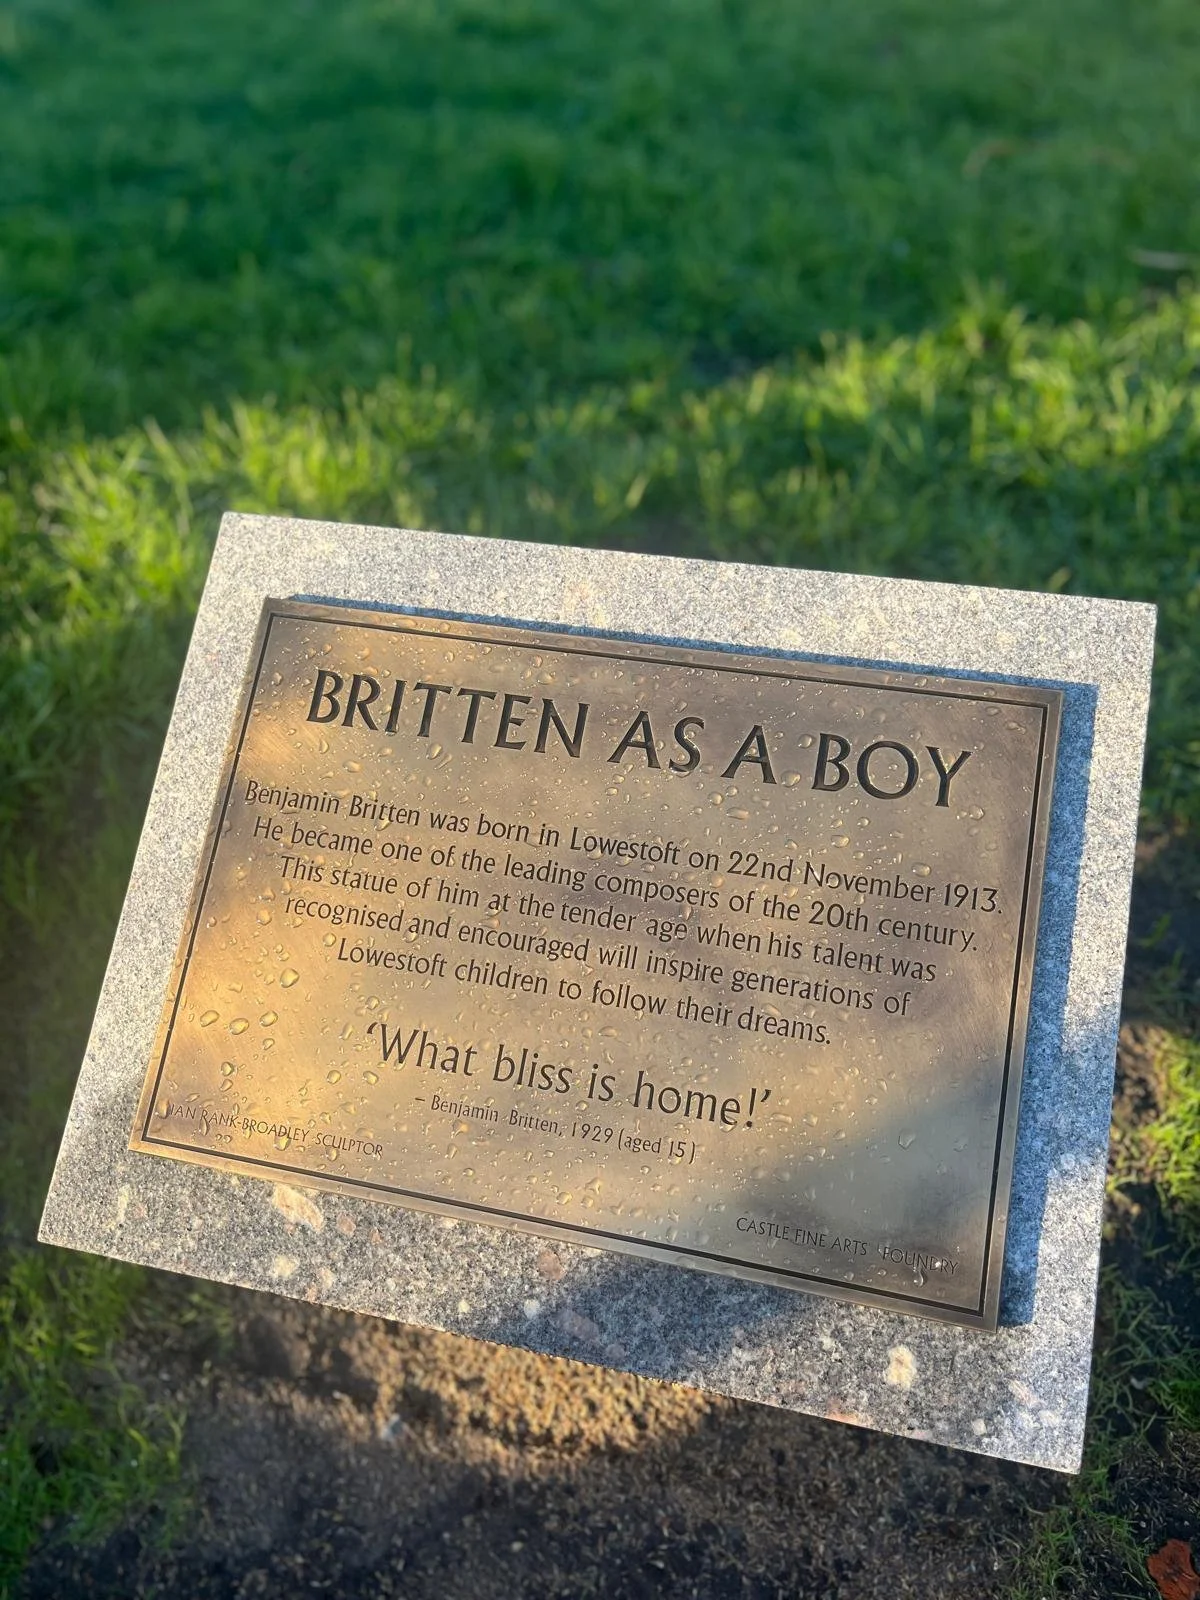 BRITTEN AS A BOY
Benjamin Britten was born in Lowestoft on 22nd November 1913.
He became one of the leading composers of the 20th century.
This statue of him at the tender age when his talent was
recognised and encouraged will inspire generations of
Lowestoft children to follow their dreams.
‘What bliss is home!’
– Benjamin Britten, 1929 (aged 15)
IAN RANK-BROADLEY SCULPTOR
CASTLE FINE ARTS FOUNDRY